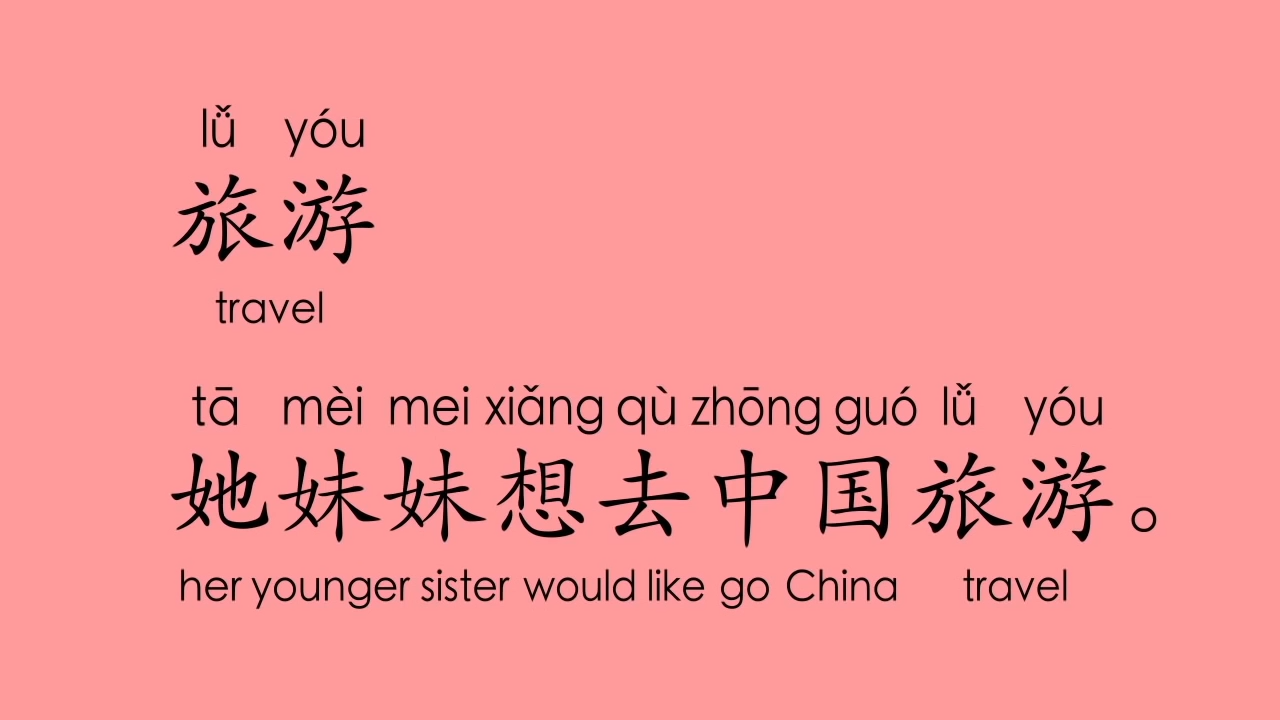 lǚ yóu
旅游
travel
tā mèi mei xiǎng qù zhōng guó lǚ yóu
她妹妹想去中国旅游。
her younger sister would like go China travel